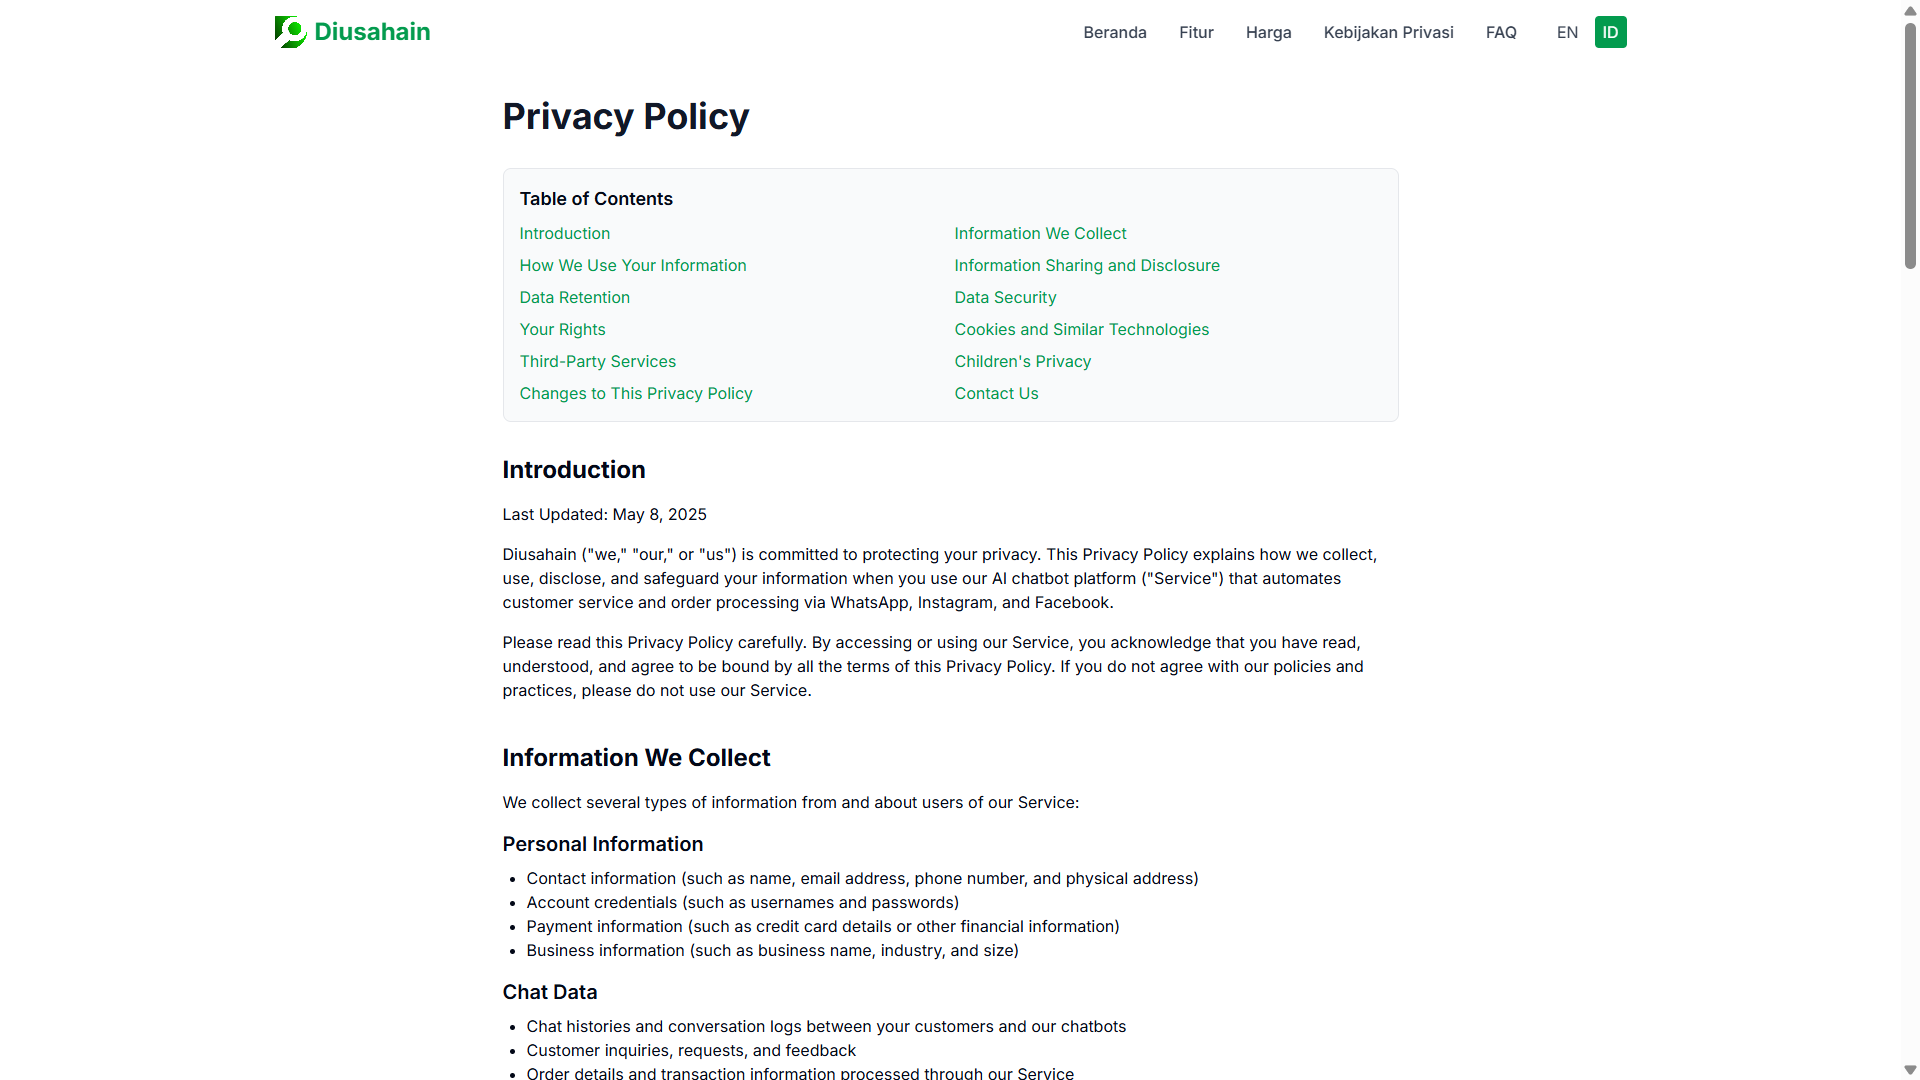 Diusahain
Beranda
Fitur
Harga
Kebijakan Privasi
FAQ
EN
ID
Privacy Policy
Table of Contents
Introduction
Information We Collect
How We Use Your Information
Information Sharing and Disclosure
Data Retention
Data Security
Your Rights
Cookies and Similar Technologies
Third-Party Services
Children's Privacy
Changes to This Privacy Policy
Contact Us
Introduction
Last Updated: May 8, 2025
Diusahain ("we," "our," or "us") is committed to protecting your privacy. This Privacy Policy explains how we collect,
use, disclose, and safeguard your information when you use our AI chatbot platform ("Service") that automates
customer service and order processing via WhatsApp, Instagram, and Facebook.
Please read this Privacy Policy carefully. By accessing or using our Service, you acknowledge that you have read,
understood, and agree to be bound by all the terms of this Privacy Policy. If you do not agree with our policies and
practices, please do not use our Service.
Information We Collect
We collect several types of information from and about users of our Service:
Personal Information
• Contact information (such as name, email address, phone number, and physical address)
• Account credentials (such as usernames and passwords)
• Payment information (such as credit card details or other financial information)
• Business information (such as business name, industry, and size)
Chat Data
• Chat histories and conversation logs between your customers and our chatbots
• Customer inquiries, requests, and feedback
• Order details and transaction information processed through our Service